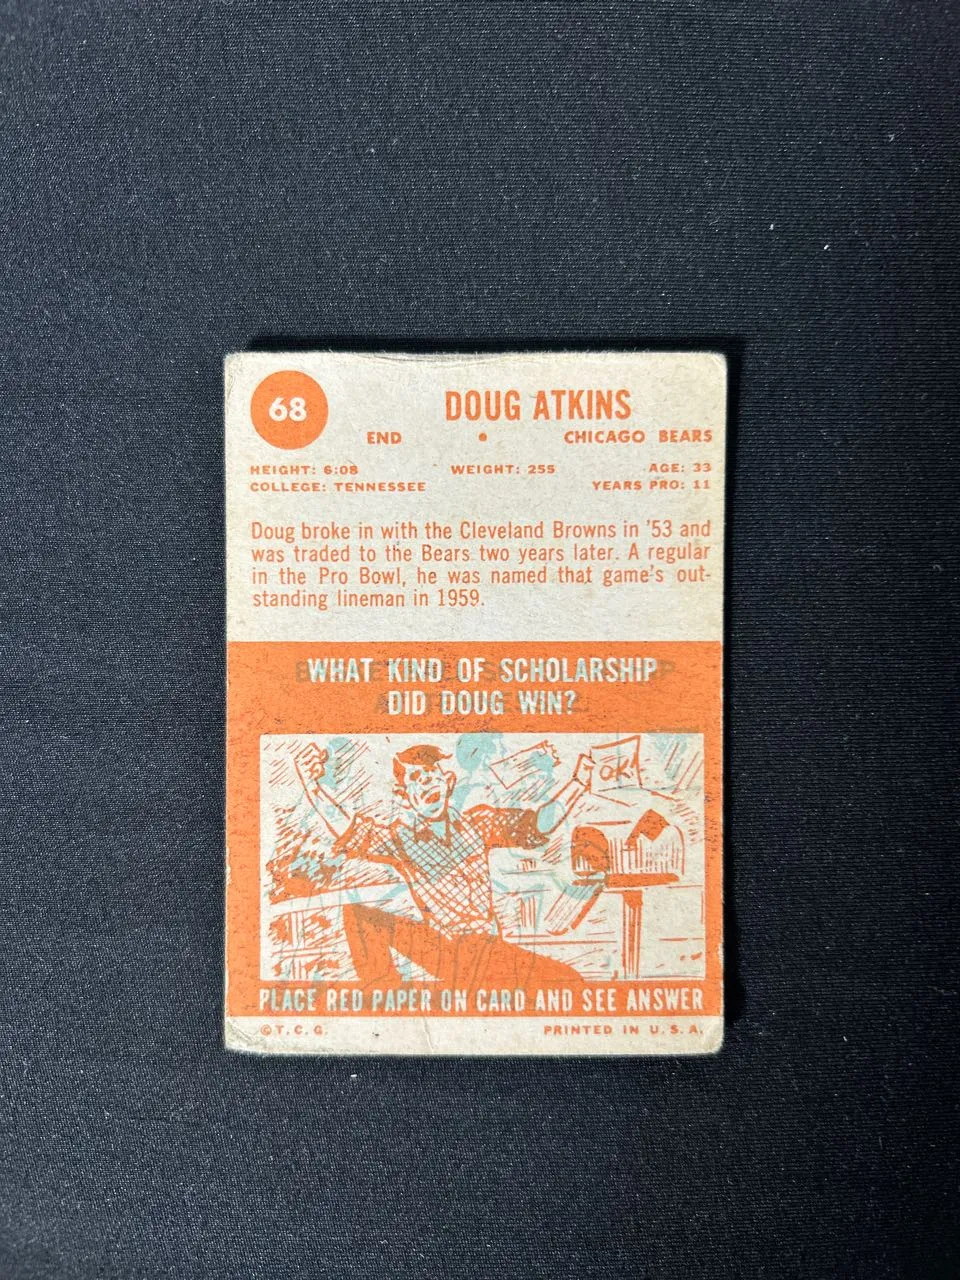 68
DOUG ATKINS
END • CHICAGO BEARS
HEIGHT: 6:08 WEIGHT: 255 AGE: 33
COLLEGE: TENNESSEE YEARS PRO: 11
Doug broke in with the Cleveland Browns in '53 and
was traded to the Bears two years later. A regular
in the Pro Bowl, he was named that game's out-
standing lineman in 1959.
WHAT KIND OF SCHOLARSHIP
DID DOUG WIN?
OK!
PLACE RED PAPER ON CARD AND SEE ANSWER
©T.C.G. PRINTED IN U.S.A.